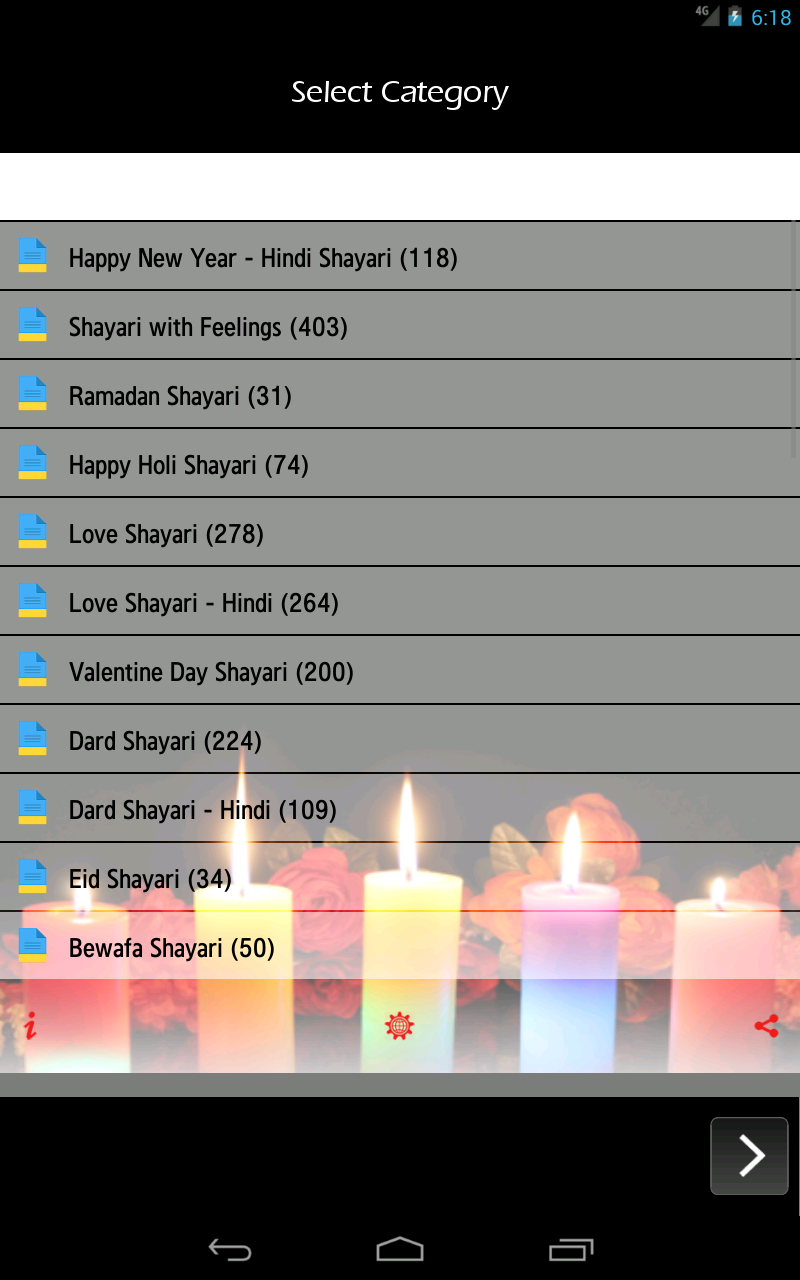 4G 6:18
Select Category
Happy New Year - Hindi Shayari (118)
Shayari with Feelings (403)
Ramadan Shayari (31)
Happy Holi Shayari (74)
Love Shayari (278)
Love Shayari - Hindi (264)
Valentine Day Shayari (200)
Dard Shayari (224)
Dard Shayari - Hindi (109)
Eid Shayari (34)
Bewafa Shayari (50)